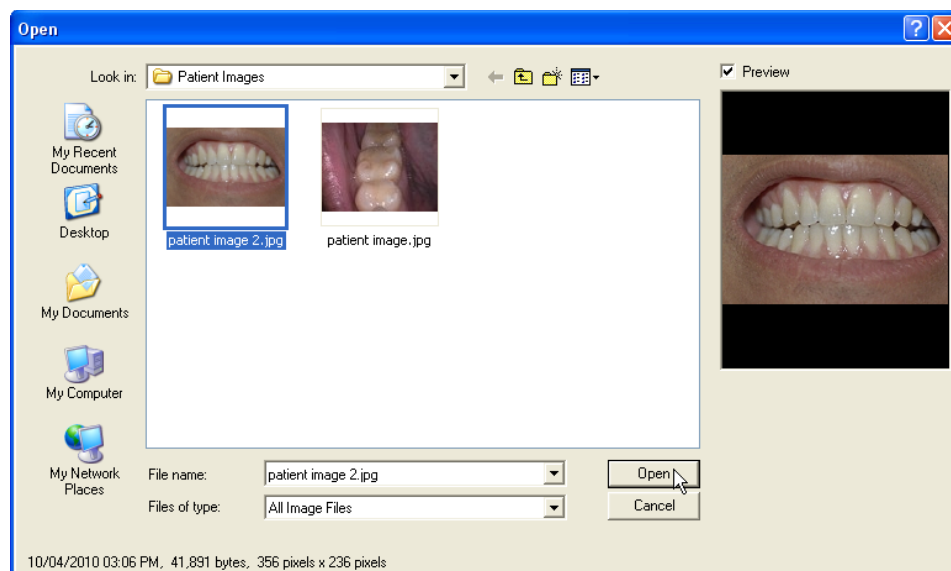 Open
Look in:
Patient Images
Preview
My Recent
Documents
Desktop
My Documents
My Computer
My Network
Places
patient image 2.jpg
patient image.jpg
File name:
patient image 2.jpg
Open
Files of type:
All Image Files
Cancel
10/04/2010 03:06 PM, 41,891 bytes, 356 pixels x 236 pixels